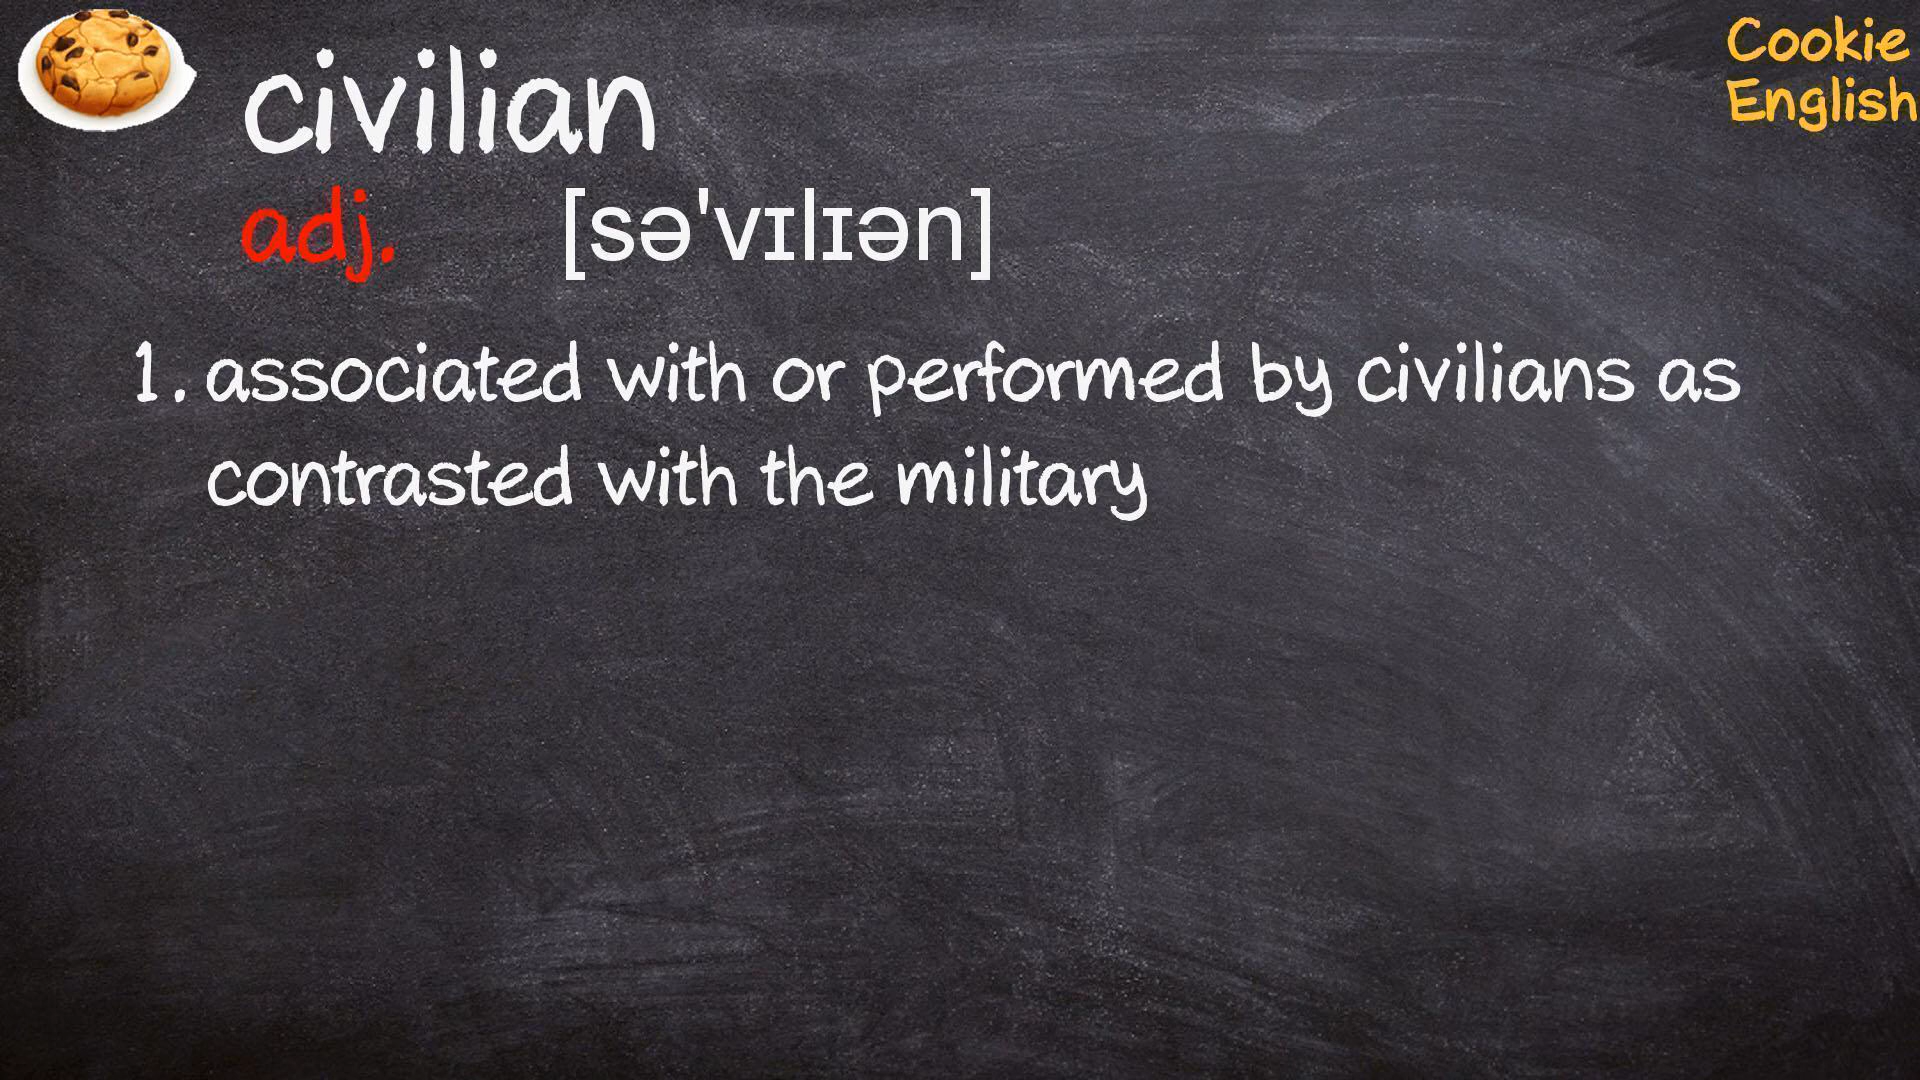 civilian
Cookie
English
adj. [sə'vɪlɪən]
1. associated with or performed by civilians as
contrasted with the military